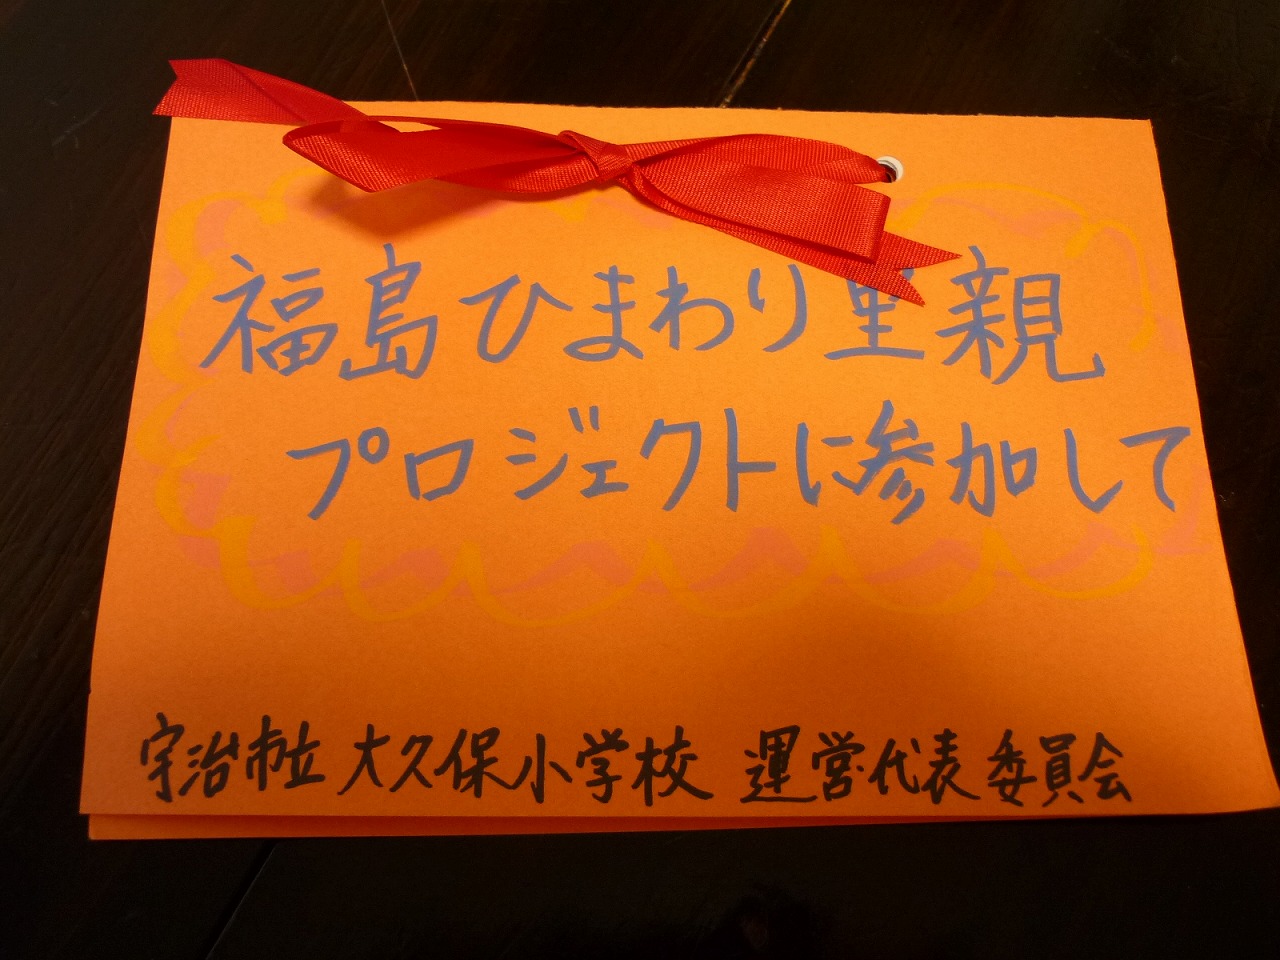 福島ひまわり里親
プロジェクトに参加して
宇治市立 大久保小学校 運営代表委員会